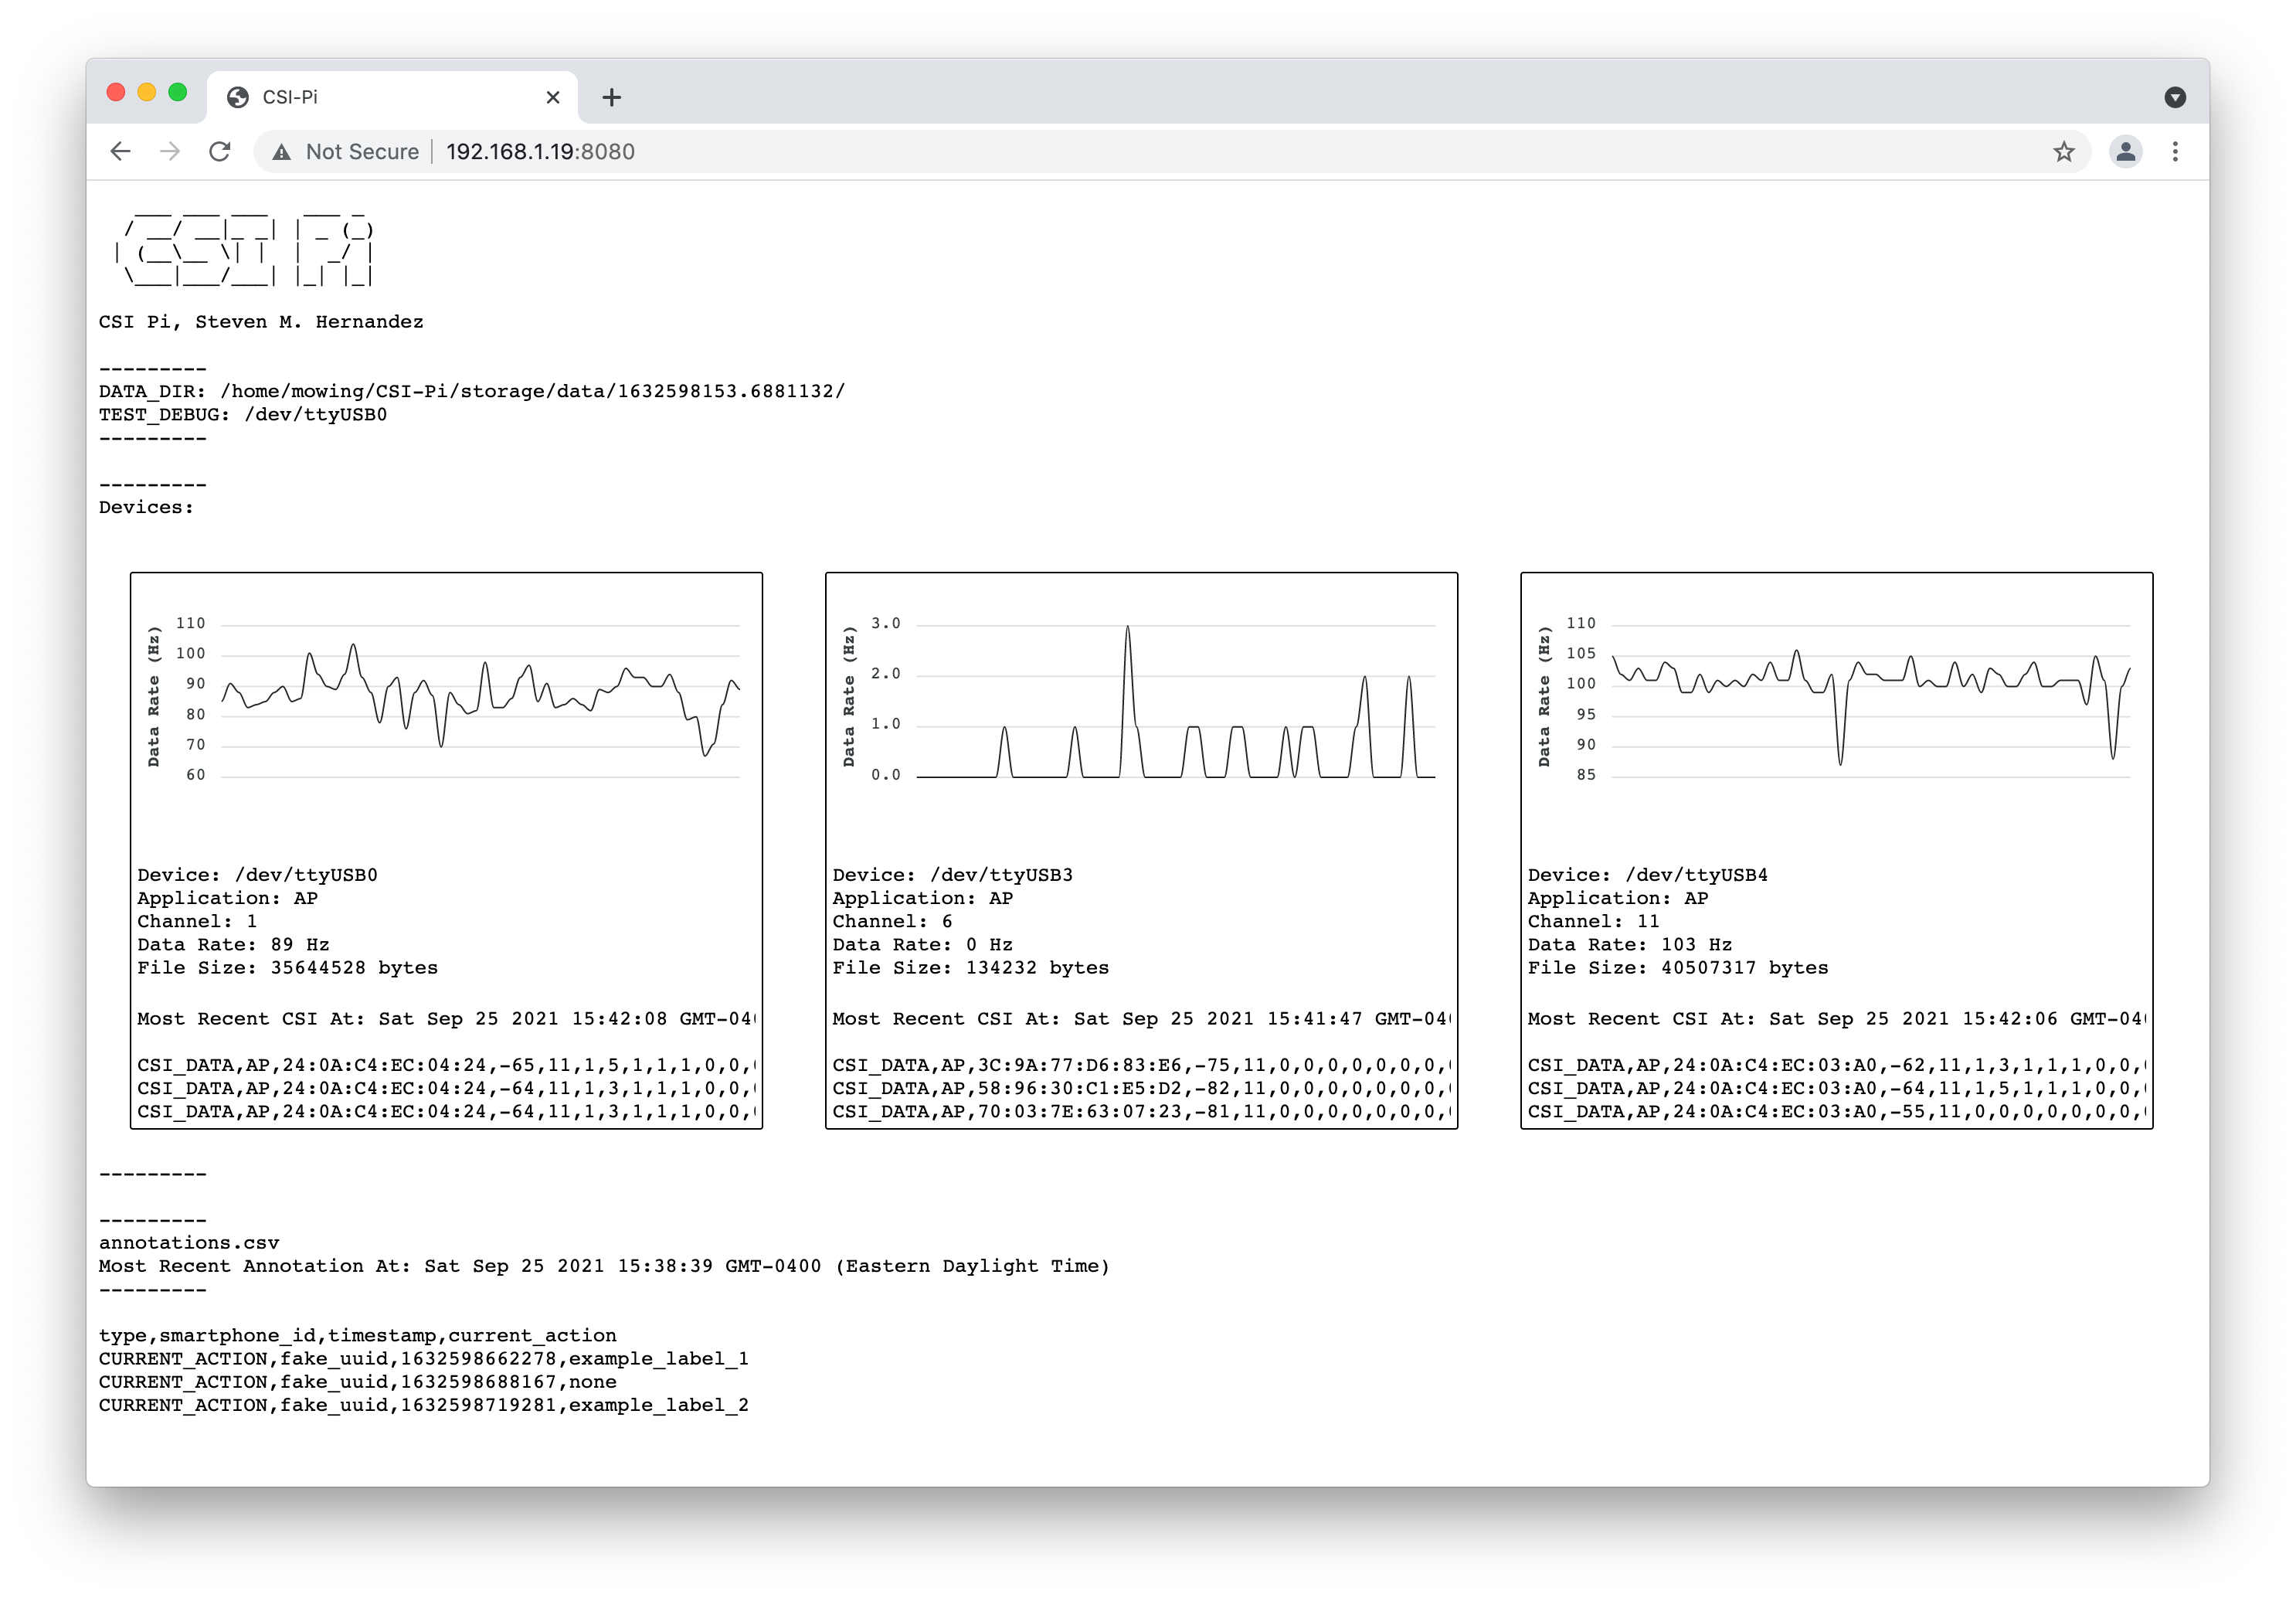 CSI-Pi
Not Secure
192.168.1.19:8080
   ___ ___ ___   ___ _
  / __/ __|_ _| | _ (_)
 | (__\__ \| |  |  _/ |
  \___|___/___| |_| |_|
CSI Pi, Steven M. Hernandez
---------
DATA_DIR: /home/mowing/CSI-Pi/storage/data/1632598153.6881132/
TEST_DEBUG: /dev/ttyUSB0
---------
---------
Devices:
Data Rate (Hz)
110
100
90
80
70
60
Device: /dev/ttyUSB0
Application: AP
Channel: 1
Data Rate: 89 Hz
File Size: 35644528 bytes
Most Recent CSI At: Sat Sep 25 2021 15:42:08 GMT-04
CSI_DATA,AP,24:0A:C4:EC:04:24,-65,11,1,5,1,1,1,0,0,
CSI_DATA,AP,24:0A:C4:EC:04:24,-64,11,1,3,1,1,1,0,0,
CSI_DATA,AP,24:0A:C4:EC:04:24,-64,11,1,3,1,1,1,0,0,
Data Rate (Hz)
3.0
2.0
1.0
0.0
Device: /dev/ttyUSB3
Application: AP
Channel: 6
Data Rate: 0 Hz
File Size: 134232 bytes
Most Recent CSI At: Sat Sep 25 2021 15:41:47 GMT-04
CSI_DATA,AP,3C:9A:77:D6:83:E6,-75,11,0,0,0,0,0,0,0,
CSI_DATA,AP,58:96:30:C1:E5:D2,-82,11,0,0,0,0,0,0,0,
CSI_DATA,AP,70:03:7E:63:07:23,-81,11,0,0,0,0,0,0,0,
Data Rate (Hz)
110
105
100
95
90
85
Device: /dev/ttyUSB4
Application: AP
Channel: 11
Data Rate: 103 Hz
File Size: 40507317 bytes
Most Recent CSI At: Sat Sep 25 2021 15:42:06 GMT-04
CSI_DATA,AP,24:0A:C4:EC:03:A0,-62,11,1,3,1,1,1,0,0,
CSI_DATA,AP,24:0A:C4:EC:03:A0,-64,11,1,5,1,1,1,0,0,
CSI_DATA,AP,24:0A:C4:EC:03:A0,-55,11,0,0,0,0,0,0,0,
---------
---------
annotations.csv
Most Recent Annotation At: Sat Sep 25 2021 15:38:39 GMT-0400 (Eastern Daylight Time)
---------
type,smartphone_id,timestamp,current_action
CURRENT_ACTION,fake_uuid,1632598662278,example_label_1
CURRENT_ACTION,fake_uuid,1632598688167,none
CURRENT_ACTION,fake_uuid,1632598719281,example_label_2